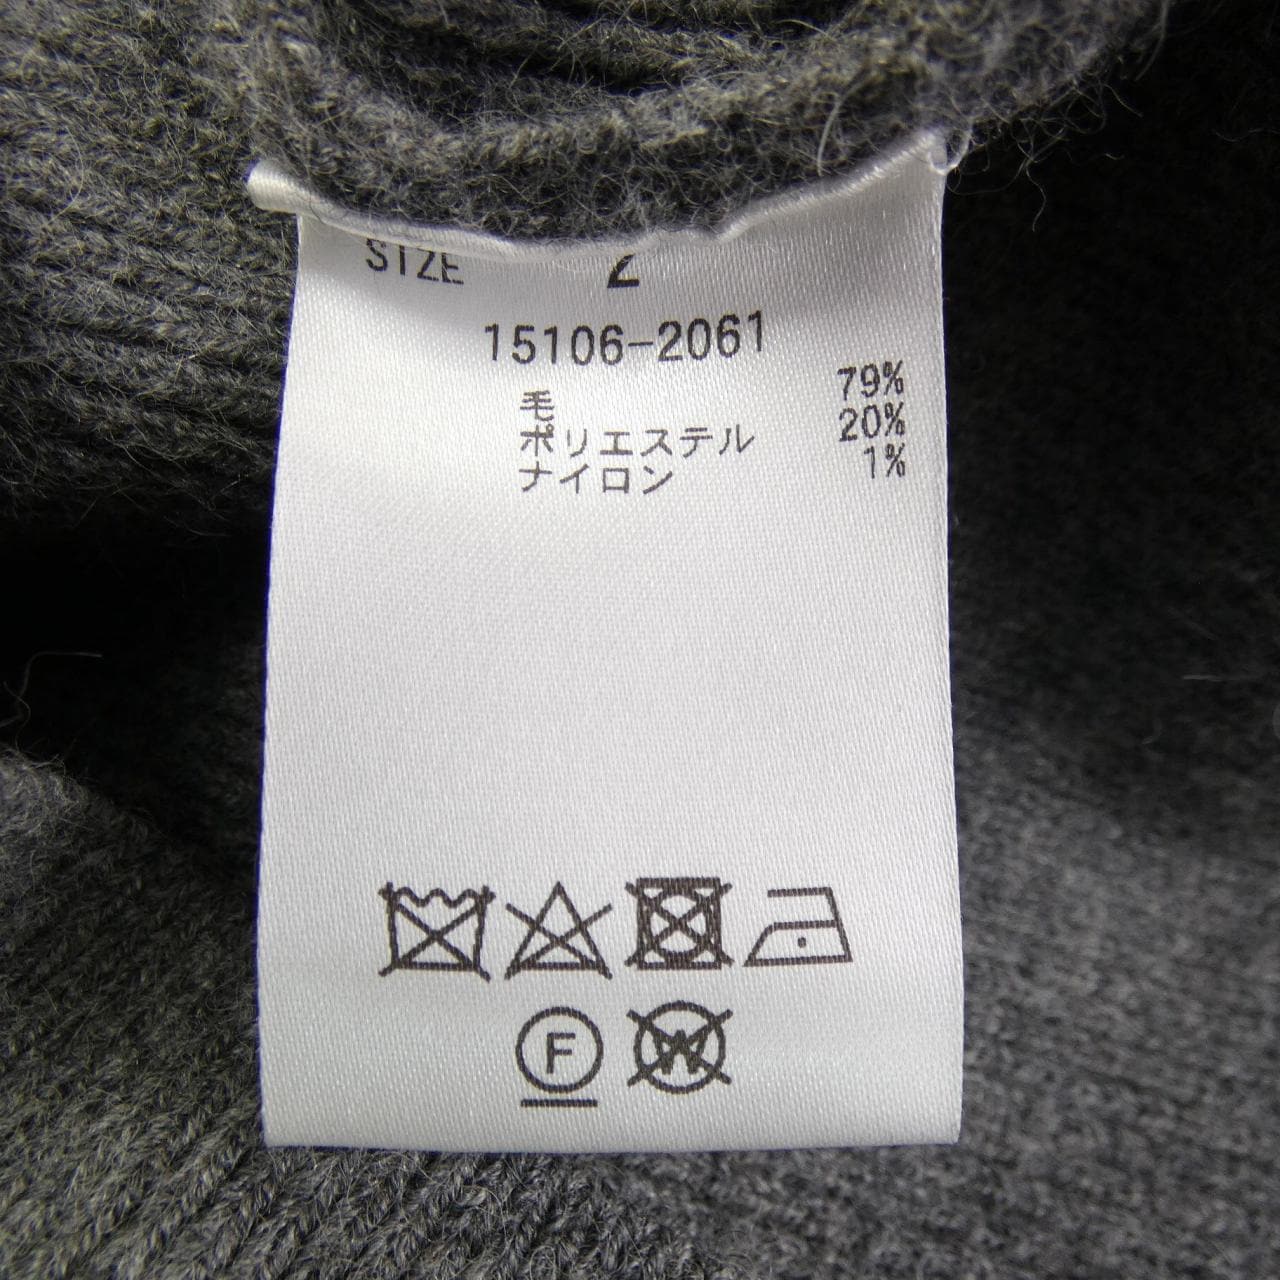 SIZE 2
15106-2061
毛 79%
ポリエステル 20%
ナイロン 1%
F
W